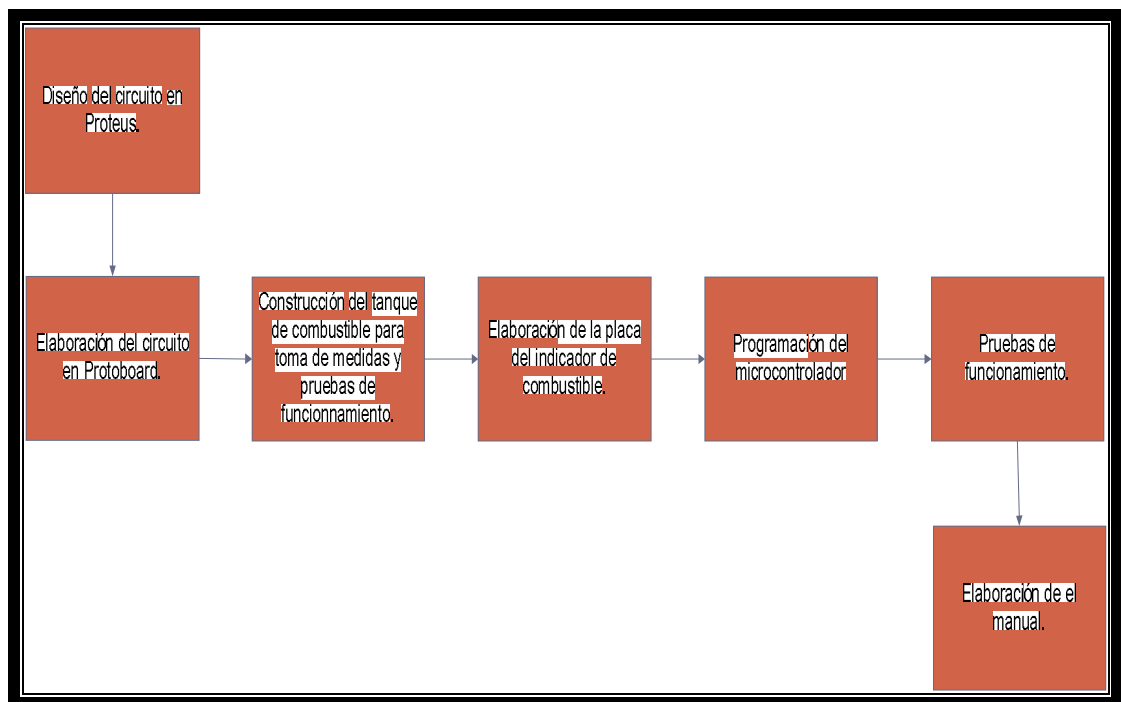 Diseño del circuito en
Proteus.
Elaboración del circuito
en Protoboard.
Construcción del tanque
de combustible para
toma de medidas y
pruebas de
funcionnamiento.
Elaboración de la placa
del indicador de
combustible.
Programación del
microcontrolador
Pruebas de
funcionamiento.
Elaboración de el
manual.